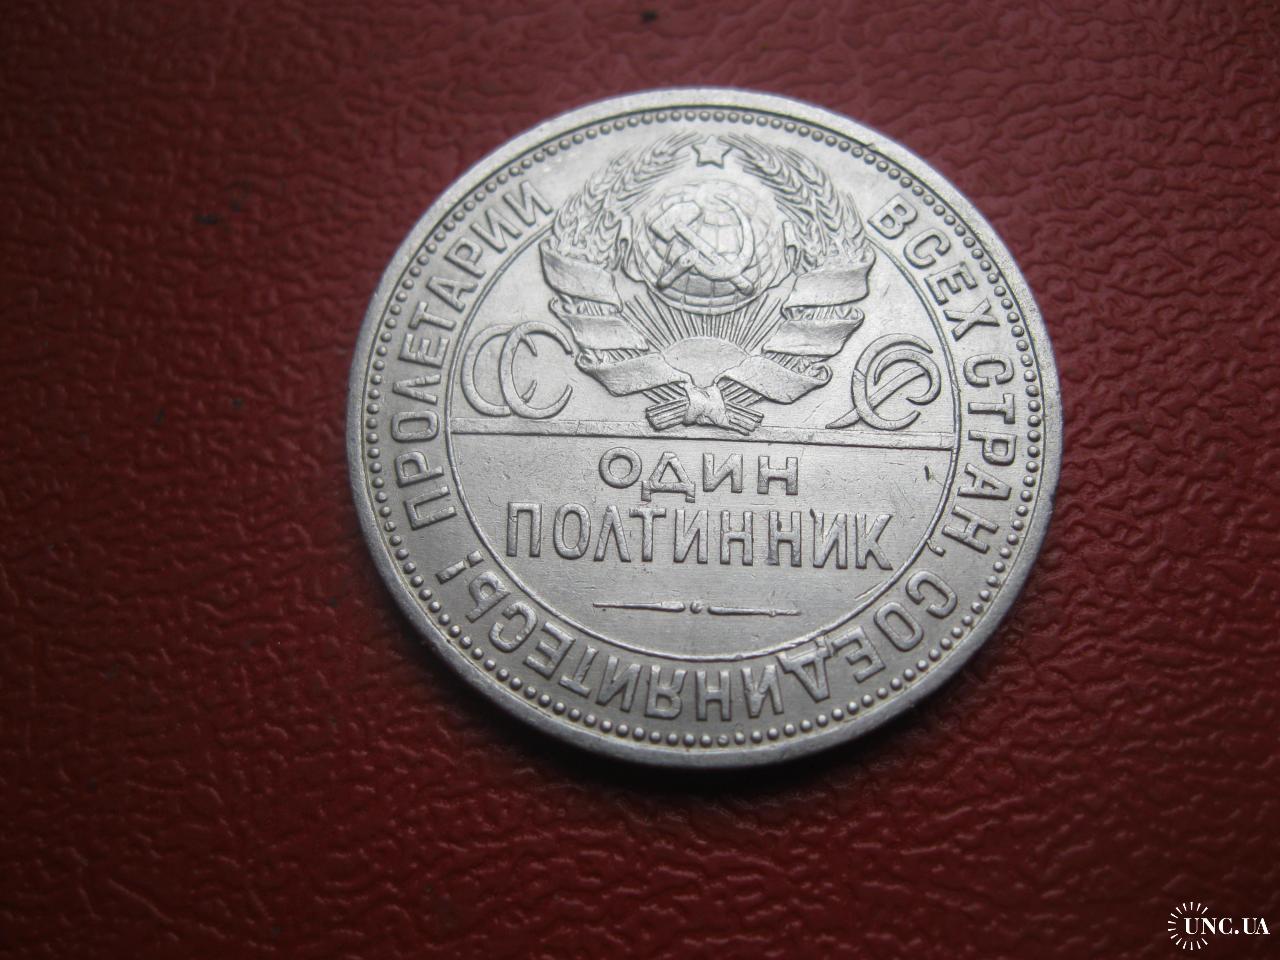 ПРОЛЕТАРИИ ВСЕХ СТРАН, СОЕДИНЯЙТЕСЬ!
СССР
ОДИН
ПОЛТИННИК
UNC.UA